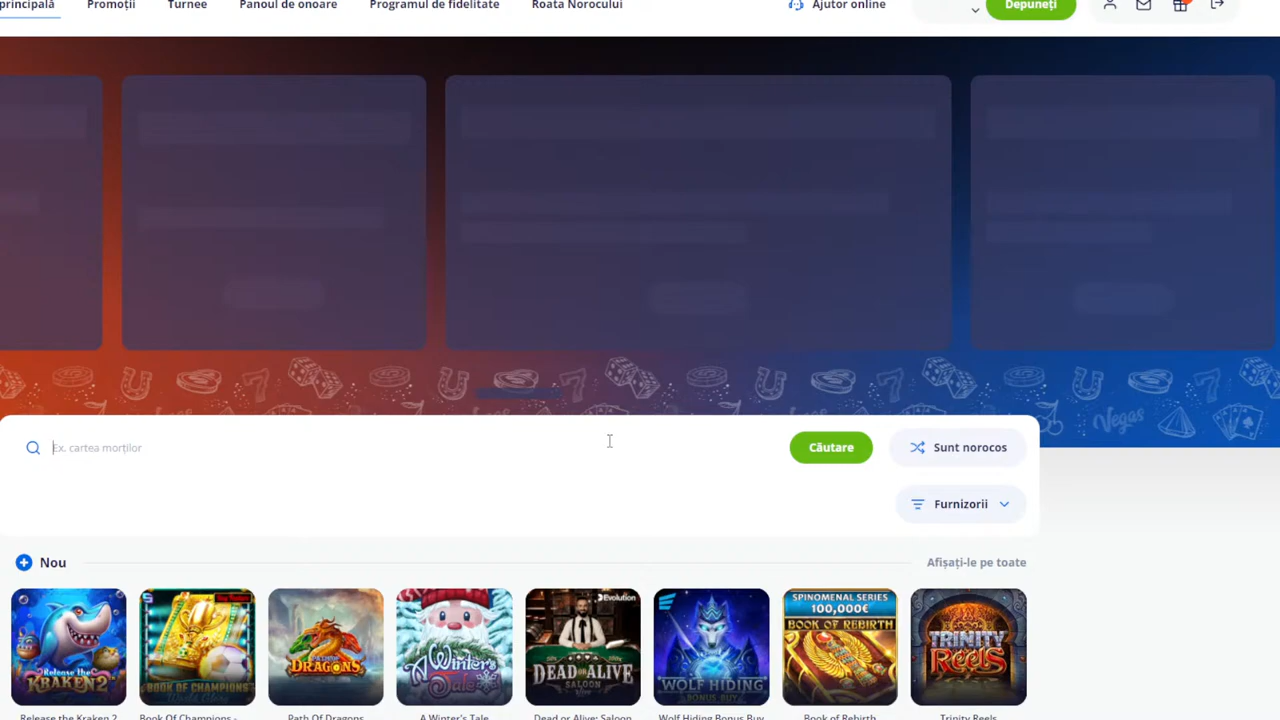 principală Promoții Turnee Panoul de onoare Programul de fidelitate Roata Norocului Ajutor online Depuneți
Vegas
Ex. cartea morților Căutare Sunt norocos
Furnizorii
Nou Afișați-le pe toate
Release the KRAKEN 2
BOOK OF CHAMPIONS
PATH OF DRAGONS
A Winter's Tale
Evolution
DEAD OR ALIVE
SALOON
WOLF HIDING
BONUS BUY
SPINOMENAL SERIES
100,000€
BOOK OF REBIRTH
TRINITY
REELS
Release the Kraken 2 Book Of Champions - Path Of Dragons A Winter's Tale Dead or Alive: Saloon Wolf Hiding Bonus Buy Book of Rebirth Trinity Reels